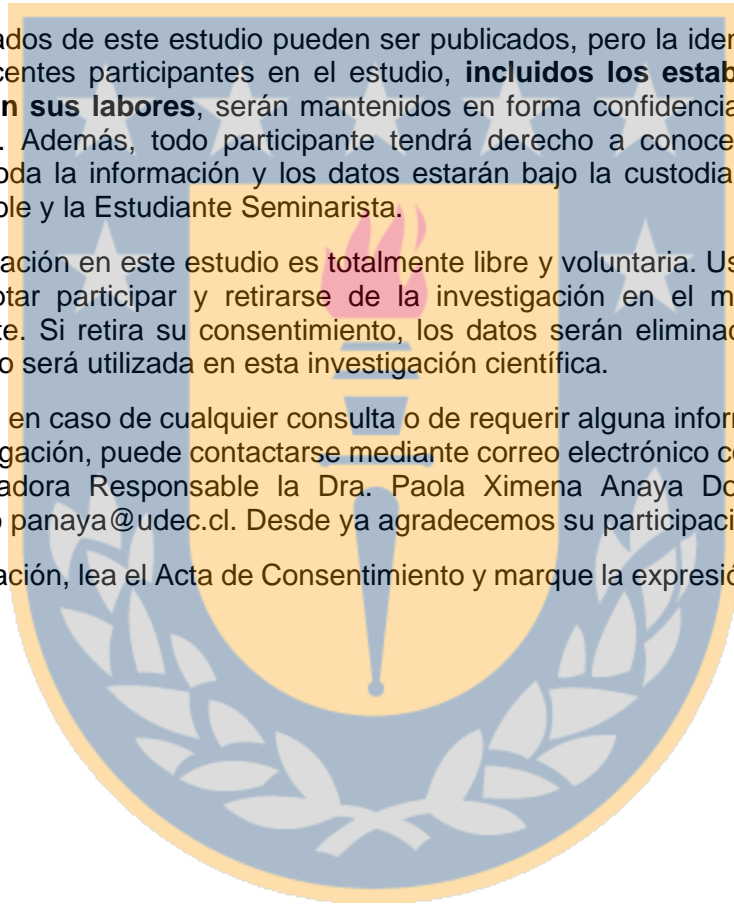 ados de este estudio pueden ser publicados, pero la iden
centes participantes en el estudio, incluidos los estab
n sus labores, serán mantenidos en forma confidencia
. Además, todo participante tendrá derecho a conoce
oda la información y los datos estarán bajo la custodia
ole y la Estudiante Seminarista.
ación en este estudio es totalmente libre y voluntaria. Us
otar participar y retirarse de la investigación en el m
te. Si retira su consentimiento, los datos serán eliminad
o será utilizada en esta investigación científica.
en caso de cualquier consulta o de requerir alguna inform
gación, puede contactarse mediante correo electrónico co
adora Responsable la Dra. Paola Ximena Anaya Do
o panaya@udec.cl. Desde ya agradecemos su participaci
ación, lea el Acta de Consentimiento y marque la expresió